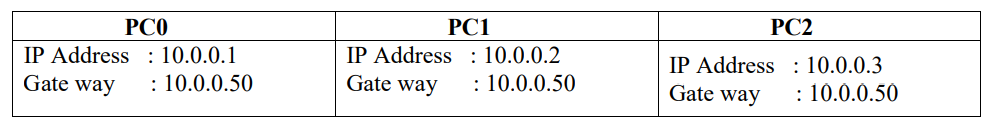 PC0
IP Address : 10.0.0.1
Gate way : 10.0.0.50
PC1
IP Address : 10.0.0.2
Gate way : 10.0.0.50
PC2
IP Address : 10.0.0.3
Gate way : 10.0.0.50